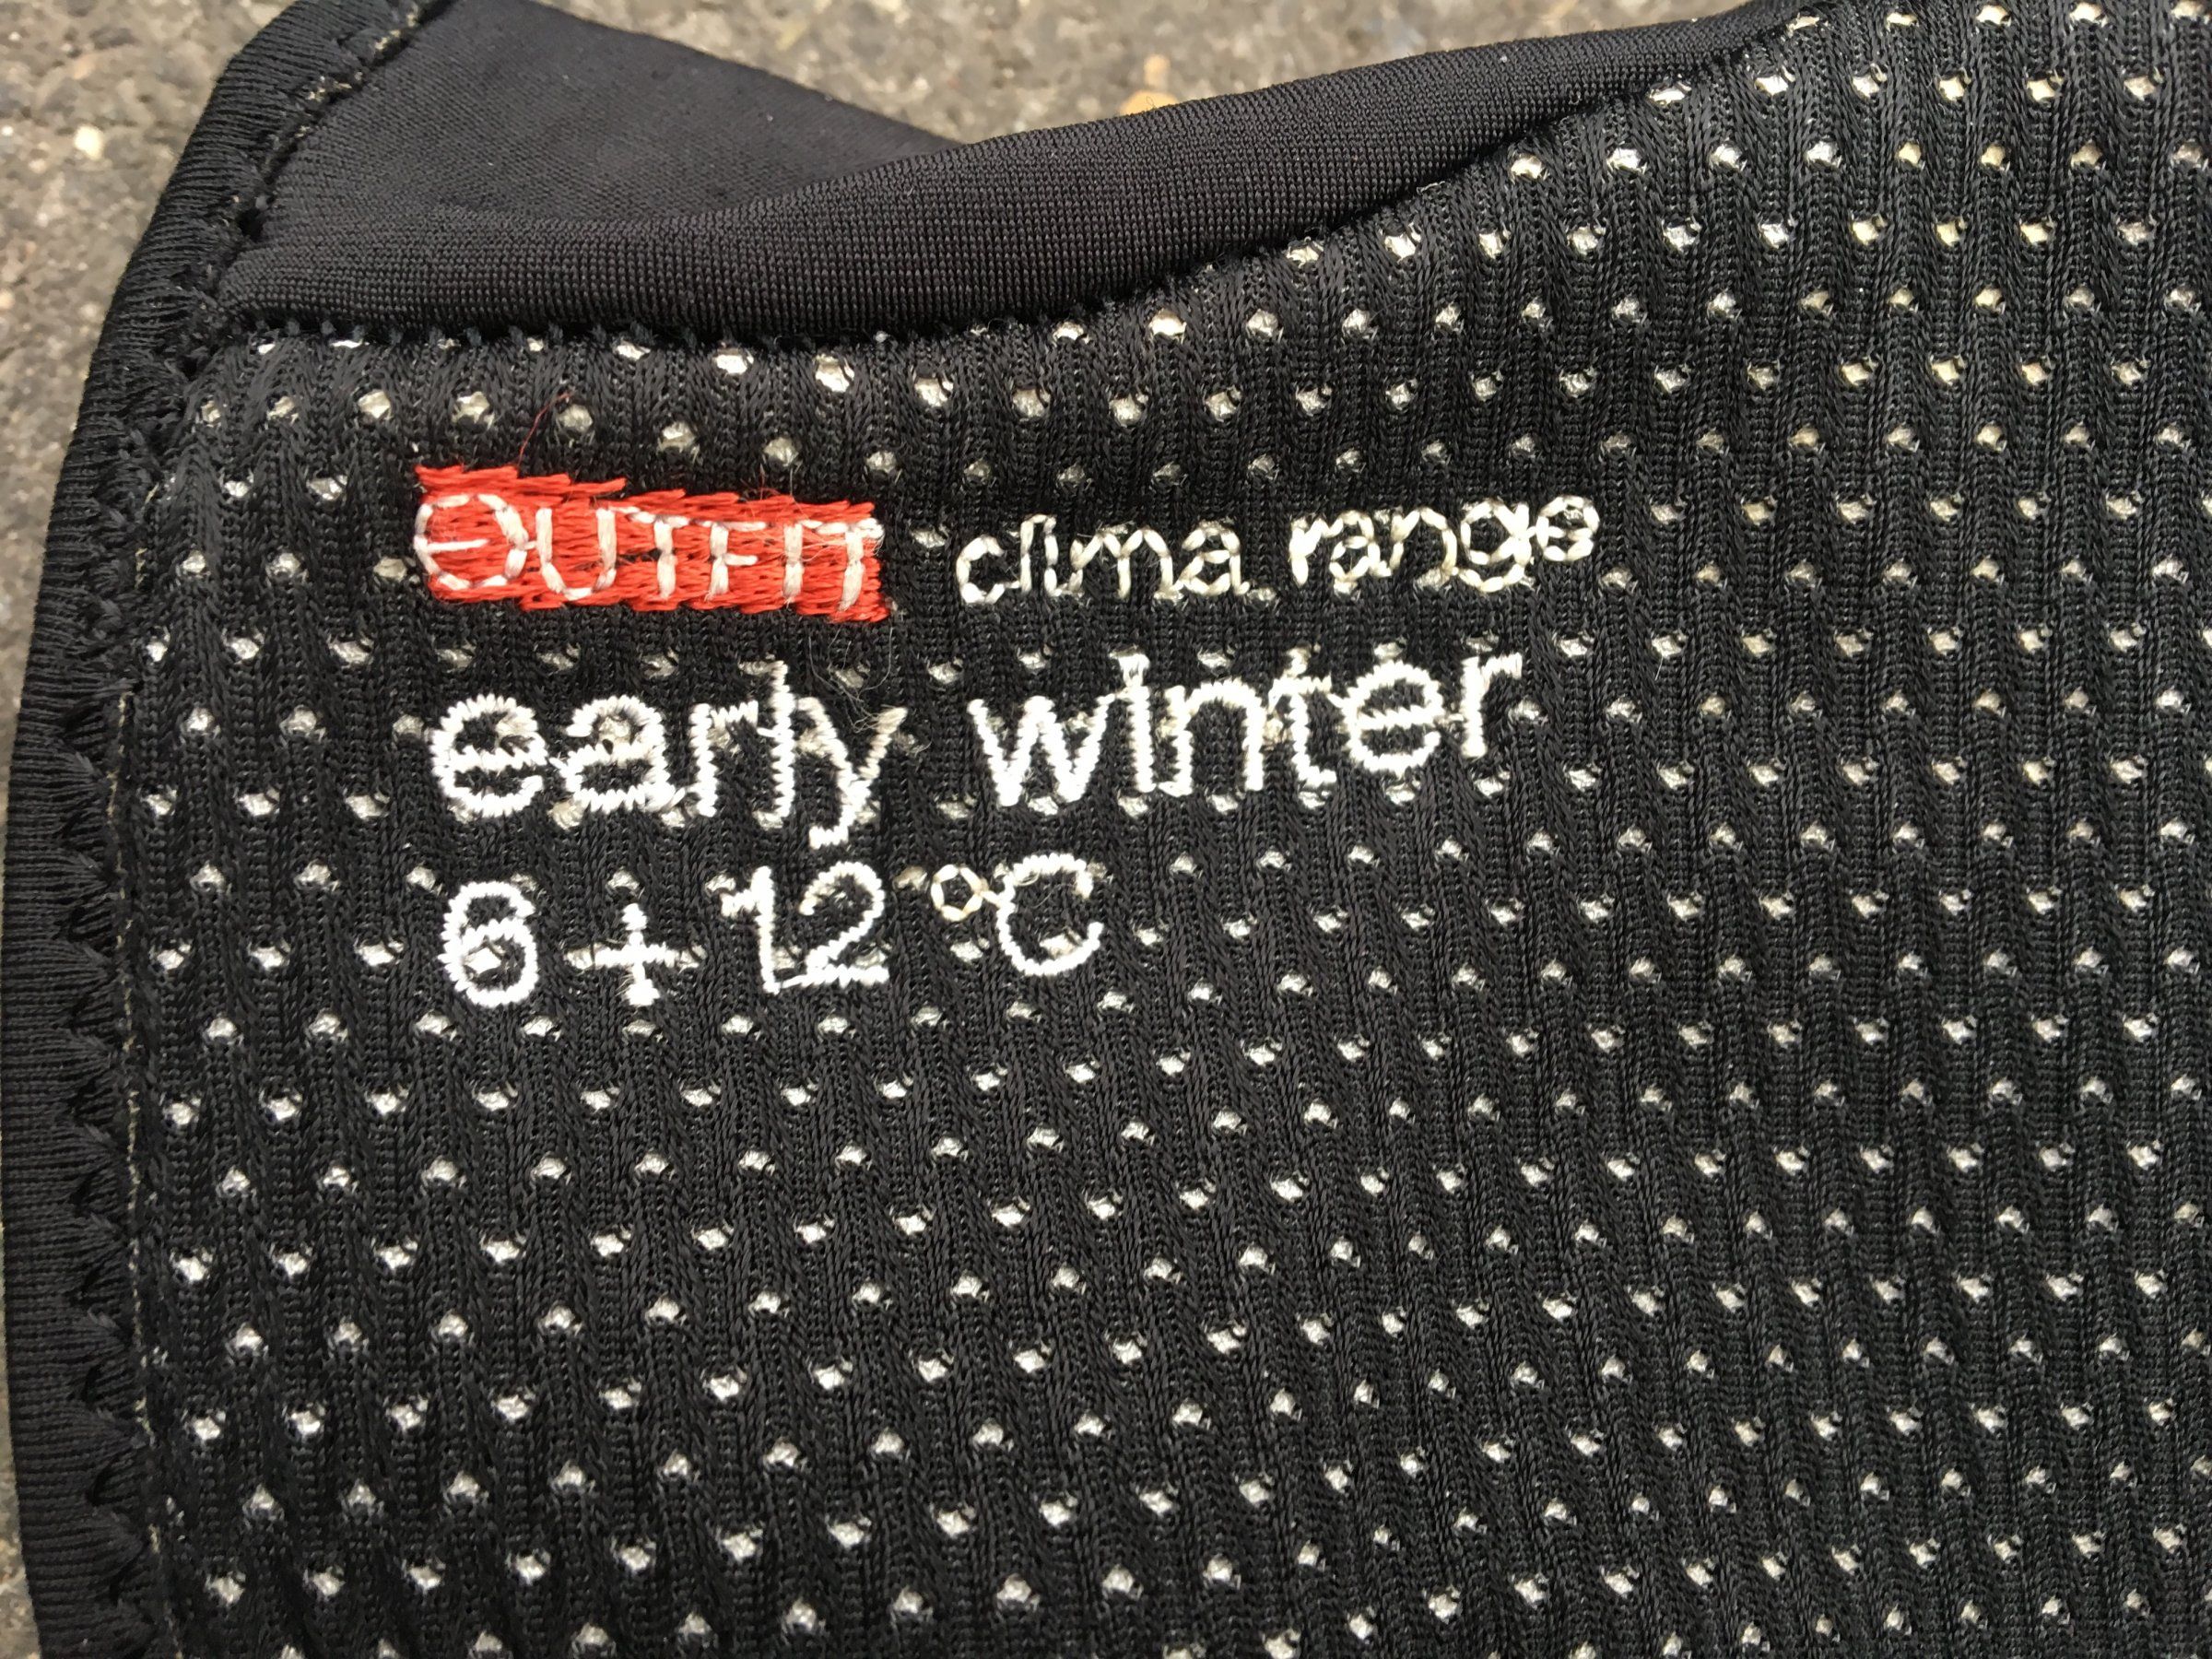 OUTFIT clima range
early winter
6 + 12 °C